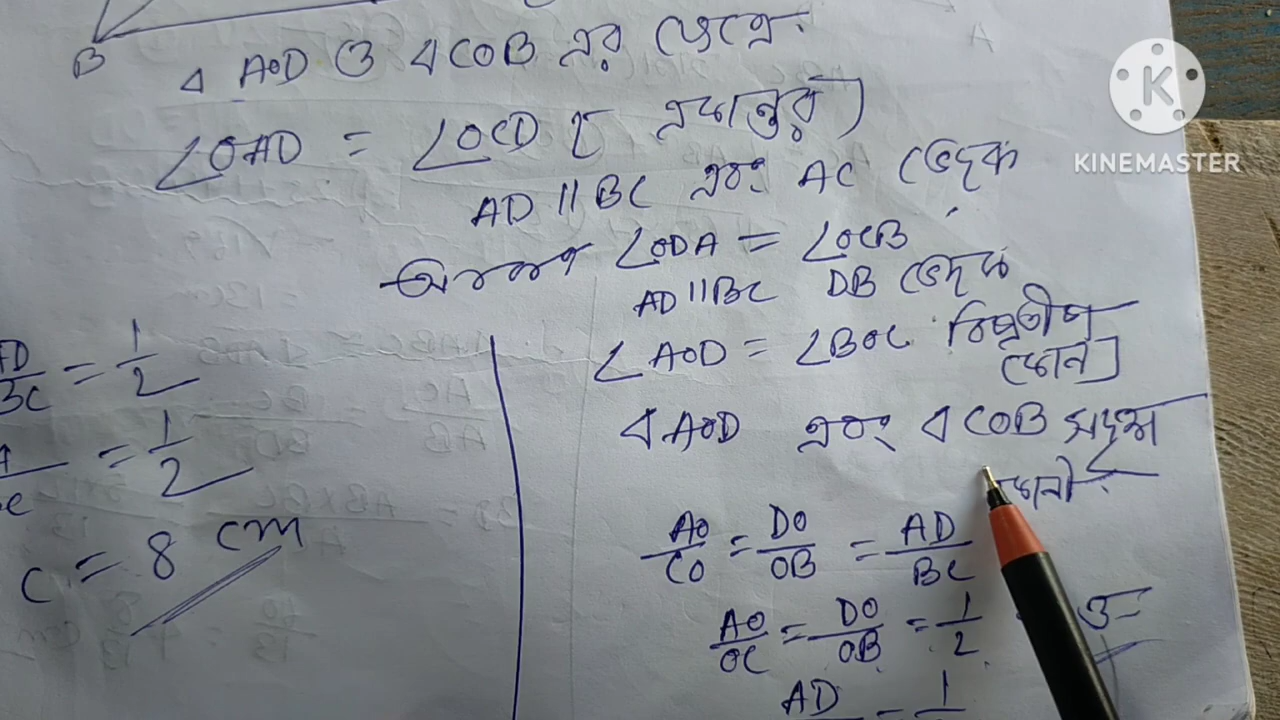 B
△ AOD ও △COB এর ক্ষেত্রে
∠OAD = ∠OCD [ একান্তর ]
AD || BC এবং AC ছেদক
∠ODA = ∠OCB
AD || BC DB ছেদক
∠AOD = ∠BOC বিপ্রতীপ কোন]
△AOD এবং △COB সদৃশ
কোনী
AO/CO = DO/OB = AD/BC
AO/OC = DO/OB = 1/2
AD
= 1
AD/BC = 1/2
= 1/2
C = 8 cm
KINEMASTER